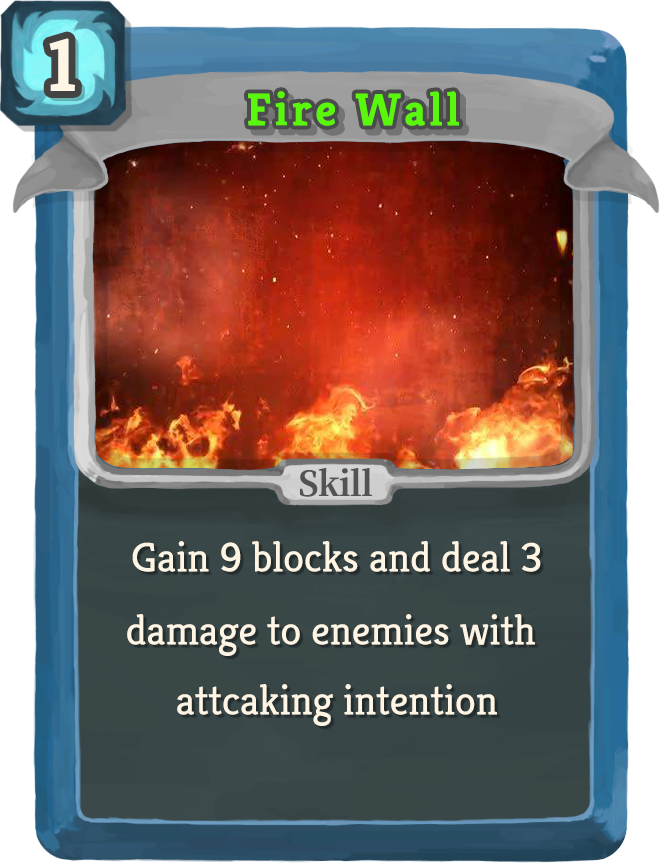 1
Fire Wall
Skill
Gain 9 blocks and deal 3
damage to enemies with
attcaking intention